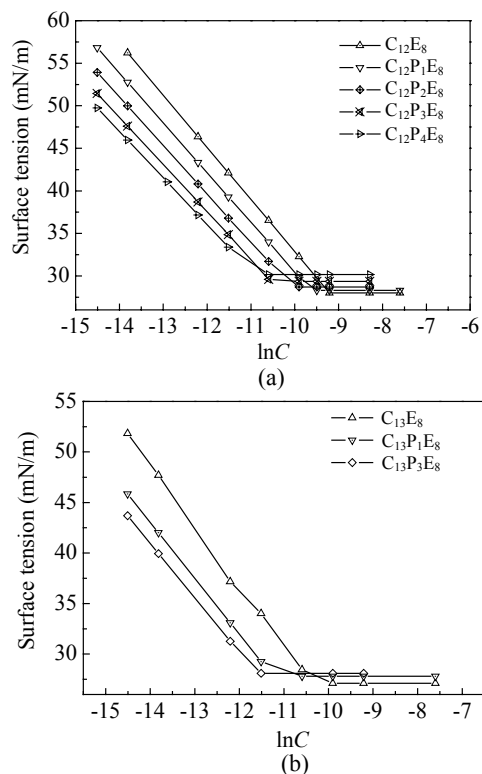 60
55
50
45
40
35
30
Surface tension (mN/m)
C₁₂E₈
C₁₂P₁E₈
C₁₂P₂E₈
C₁₂P₃E₈
C₁₂P₄E₈
-15 -14 -13 -12 -11 -10 -9 -8 -7 -6
lnC
(a)
55
50
45
40
35
30
Surface tension (mN/m)
C₁₃E₈
C₁₃P₁E₈
C₁₃P₃E₈
-15 -14 -13 -12 -11 -10 -9 -8 -7
lnC
(b)